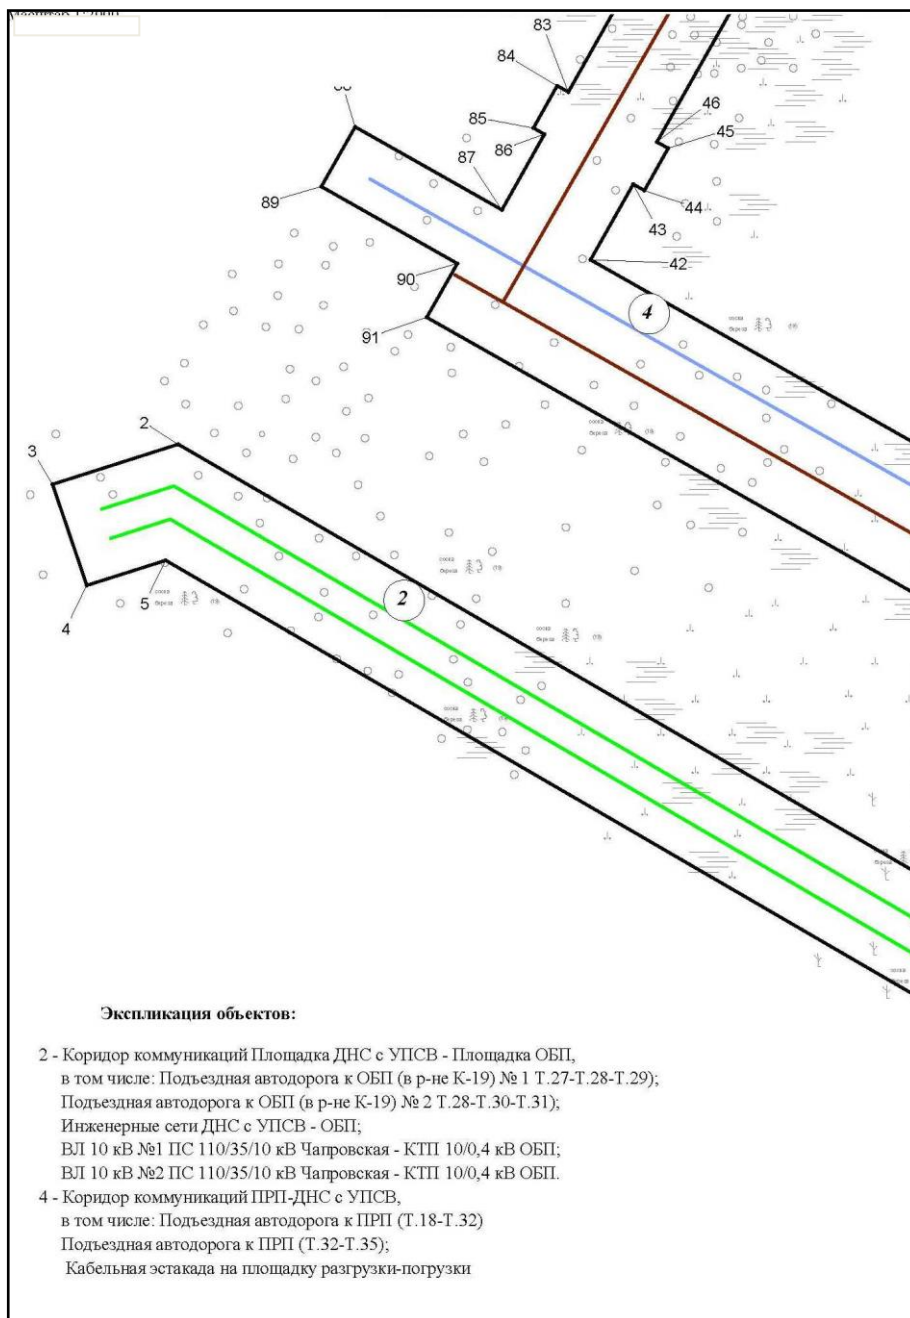 83
84
46
85
45
86
87
89
44
43
42
90
4
91
2
3
2
5
4
Экспликация объектов:
2 - Коридор коммуникаций Площадка ДНС с УПСВ - Площадка ОБП,
в том числе: Подъездная автодорога к ОБП (в р-не К-19) № 1 Т.27-Т.28-Т.29);
Подъездная автодорога к ОБП (в р-не К-19) № 2 Т.28-Т.30-Т.31);
Инженерные сети ДНС с УПСВ - ОБП;
ВЛ 10 кВ №1 ПС 110/35/10 кВ Чапровская - КТП 10/0,4 кВ ОБП;
ВЛ 10 кВ №2 ПС 110/35/10 кВ Чапровская - КТП 10/0,4 кВ ОБП.
4 - Коридор коммуникаций ПРП-ДНС с УПСВ,
в том числе: Подъездная автодорога к ПРП (Т.18-Т.32)
Подъездная автодорога к ПРП (Т.32-Т.35);
Кабельная эстакада на площадку разгрузки-погрузки